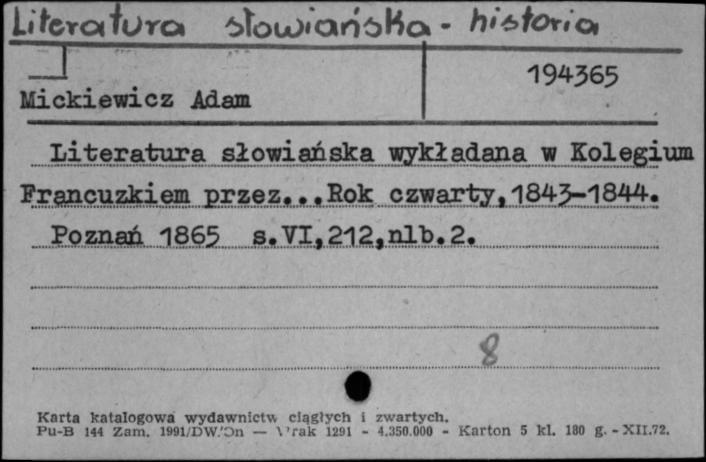 Literatura słowiańska - historia
194365
Mickiewicz Adam
Literatura słowiańska wykładana w Kolegium
Francuzkiem przez...Rok czwarty,1843-1844.
Poznań 1865 s.VI,212,nlb.2.
8
Karta katalogowa wydawnictw ciągłych i zwartych.
Pu-B 144 Zam. 1991/DW. — 1291 - 4.350.000 - Karton 5 kl. 180 g. - XII.72.